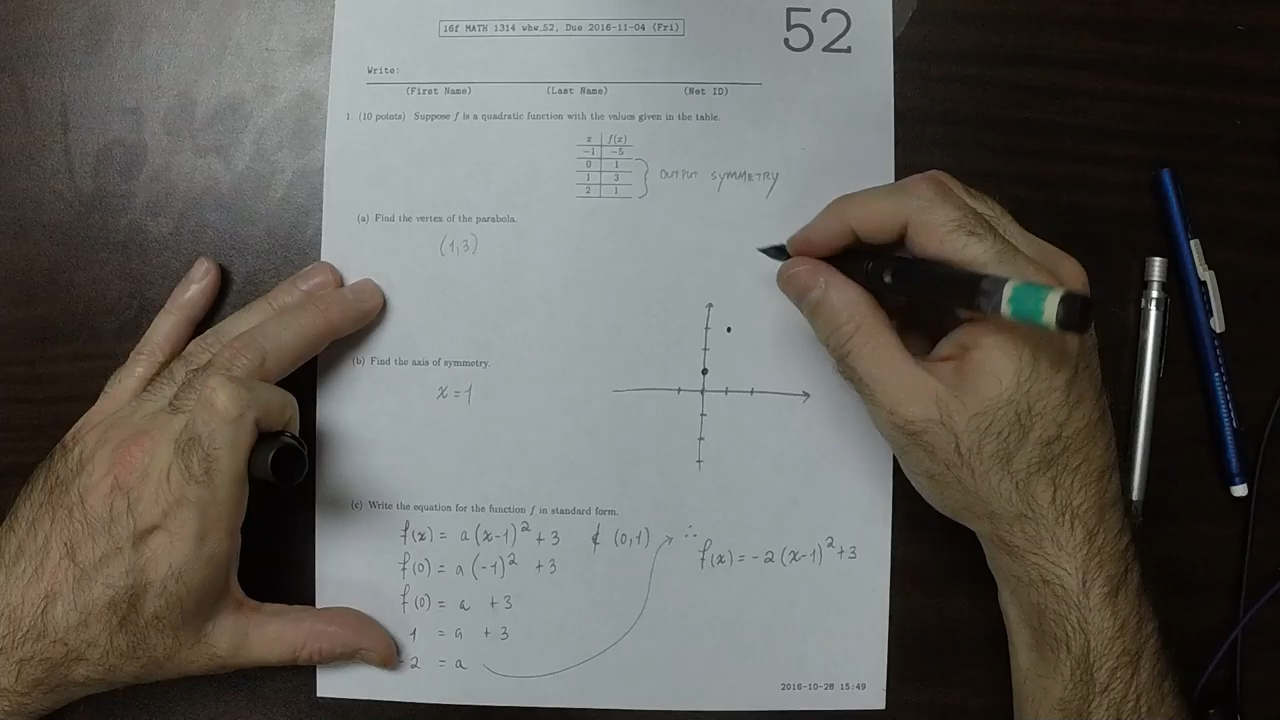 16f MATH 1314 whw.52, Due 2016-11-04 (Fri)
52
Write:
(First Name) (Last Name) (Net ID)
1. (10 points) Suppose f is a quadratic function with the values given in the table.
x f(x)
−1 −5
0 1
1 3
2 1
OUTPUT SYMMETRY
(a) Find the vertex of the parabola.
(1,3)
(b) Find the axis of symmetry.
x = 1
(c) Write the equation for the function f in standard form.
f(x) = a(x-1)² + 3 ¢ (0,1) ∴
f(x) = -2(x-1)² + 3
f(0) = a(-1)² + 3
f(0) = a + 3
1 = a + 3
-2 = a
2016-10-28 15:49